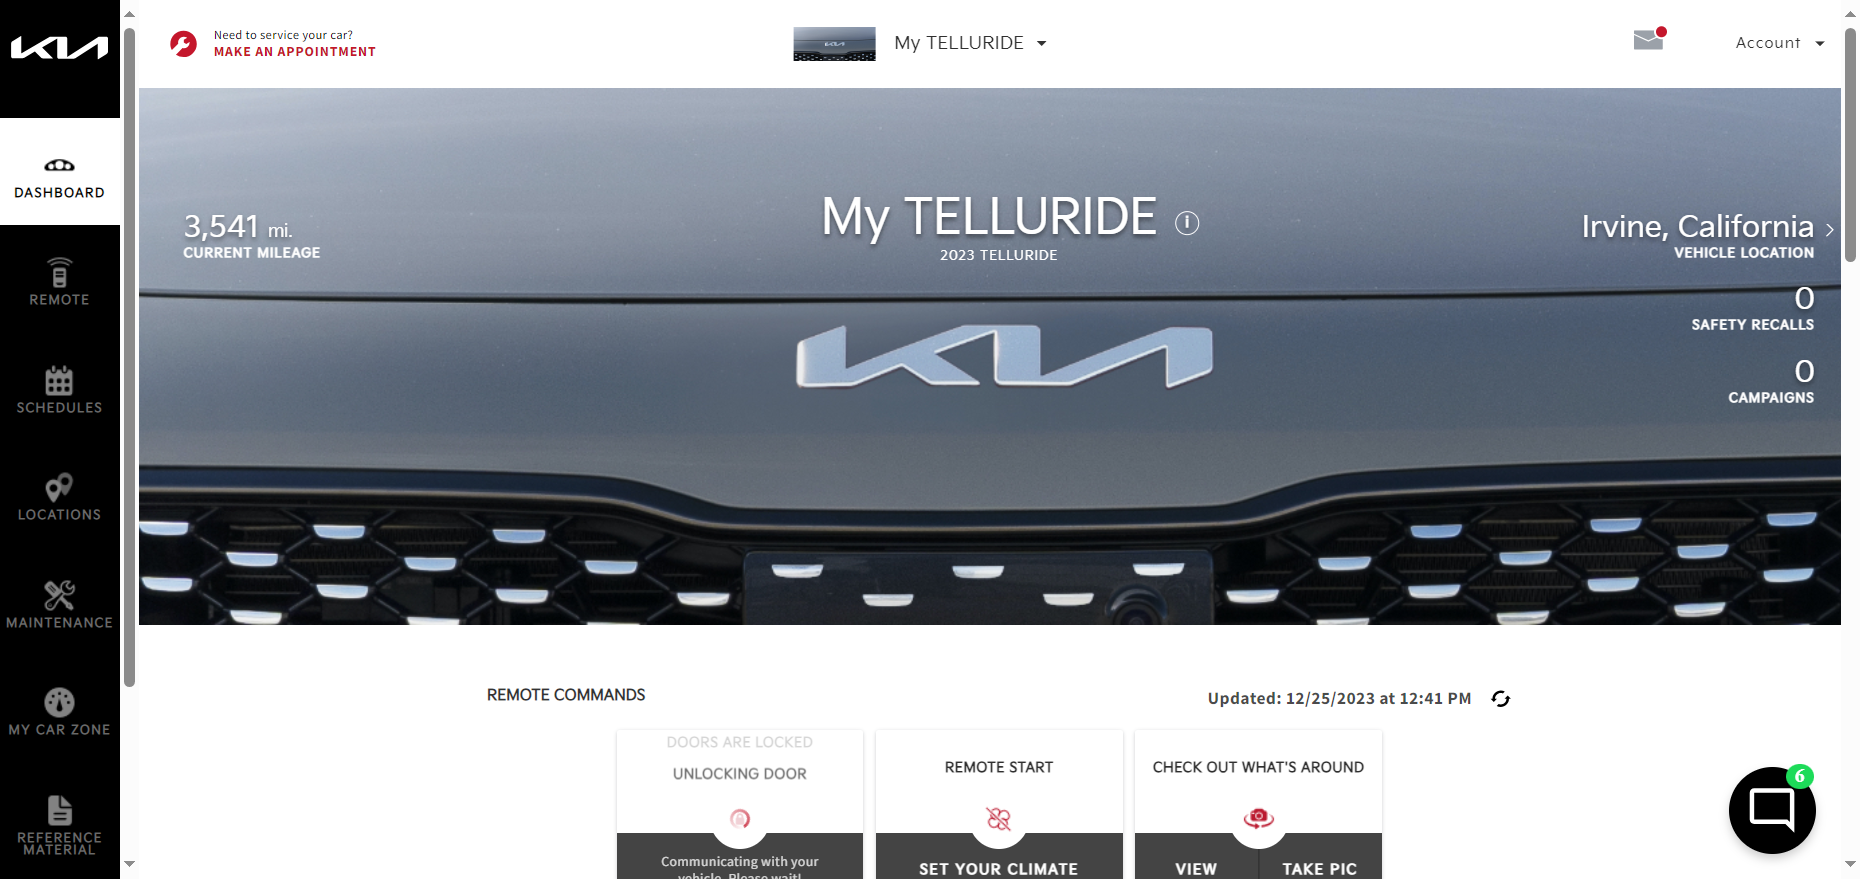 KIA
Need to service your car?
MAKE AN APPOINTMENT
My TELLURIDE
Account
DASHBOARD
REMOTE
SCHEDULES
LOCATIONS
MAINTENANCE
MY CAR ZONE
REFERENCE
MATERIAL
3,541 mi.
CURRENT MILEAGE
My TELLURIDE
2023 TELLURIDE
Irvine, California
VEHICLE LOCATION
0
SAFETY RECALLS
0
CAMPAIGNS
KIA
REMOTE COMMANDS
Updated: 12/25/2023 at 12:41 PM
DOORS ARE LOCKED
UNLOCKING DOOR
Communicating with your
vehicle. Please wait!
REMOTE START
SET YOUR CLIMATE
CHECK OUT WHAT'S AROUND
VIEW TAKE PIC
6